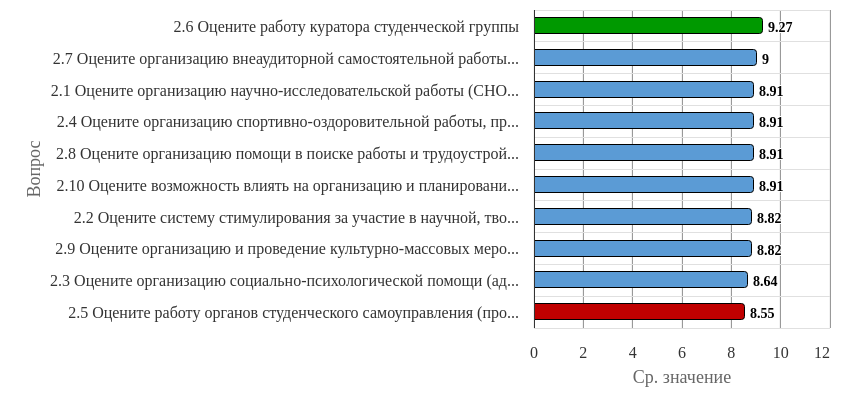 2.6 Оцените работу куратора студенческой группы 9.27
2.7 Оцените организацию внеаудиторной самостоятельной работы... 9
2.1 Оцените организацию научно-исследовательской работы (СНО... 8.91
2.4 Оцените организацию спортивно-оздоровительной работы, пр... 8.91
2.8 Оцените организацию помощи в поиске работы и трудоустрой... 8.91
2.10 Оцените возможность влиять на организацию и планировани... 8.91
2.2 Оцените систему стимулирования за участие в научной, тво... 8.82
2.9 Оцените организацию и проведение культурно-массовых меро... 8.82
2.3 Оцените организацию социально-психологической помощи (ад... 8.64
2.5 Оцените работу органов студенческого самоуправления (про... 8.55
Вопрос
0 2 4 6 8 10 12
Ср. значение